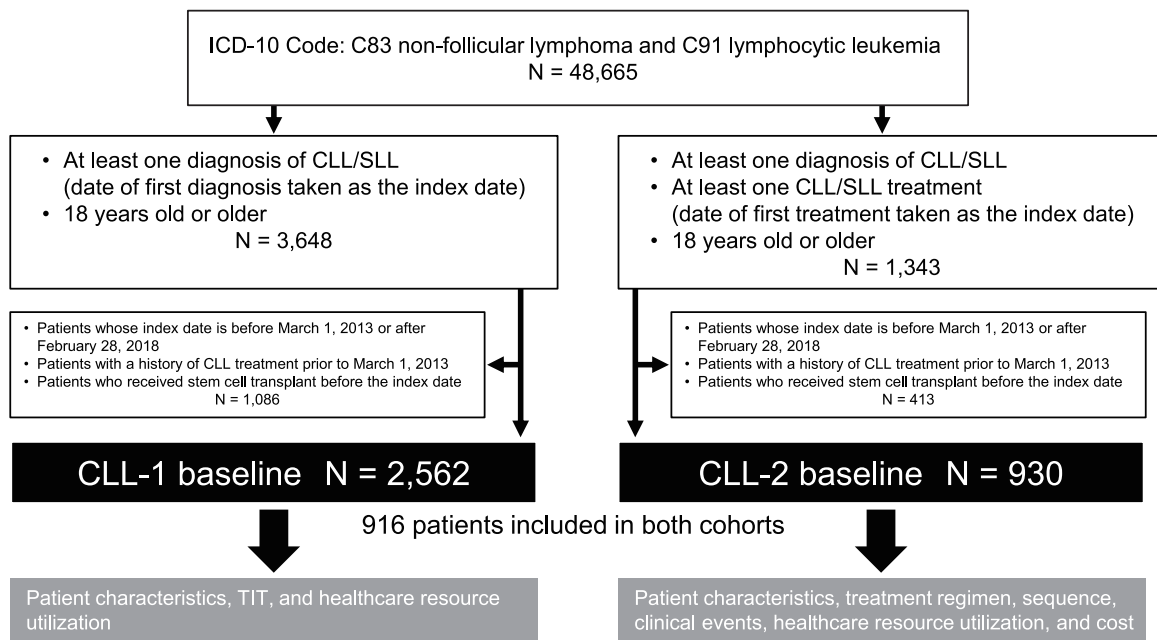 ICD-10 Code: C83 non-follicular lymphoma and C91 lymphocytic leukemia
N = 48,665
• At least one diagnosis of CLL/SLL
(date of first diagnosis taken as the index date)
• 18 years old or older
N = 3,648
• At least one diagnosis of CLL/SLL
• At least one CLL/SLL treatment
(date of first treatment taken as the index date)
• 18 years old or older
N = 1,343
• Patients whose index date is before March 1, 2013 or after
February 28, 2018
• Patients with a history of CLL treatment prior to March 1, 2013
• Patients who received stem cell transplant before the index date
N = 1,086
• Patients whose index date is before March 1, 2013 or after
February 28, 2018
• Patients with a history of CLL treatment prior to March 1, 2013
• Patients who received stem cell transplant before the index date
N = 413
CLL-1 baseline N = 2,562
CLL-2 baseline N = 930
916 patients included in both cohorts
Patient characteristics, TIT, and healthcare resource
utilization
Patient characteristics, treatment regimen, sequence,
clinical events, healthcare resource utilization, and cost